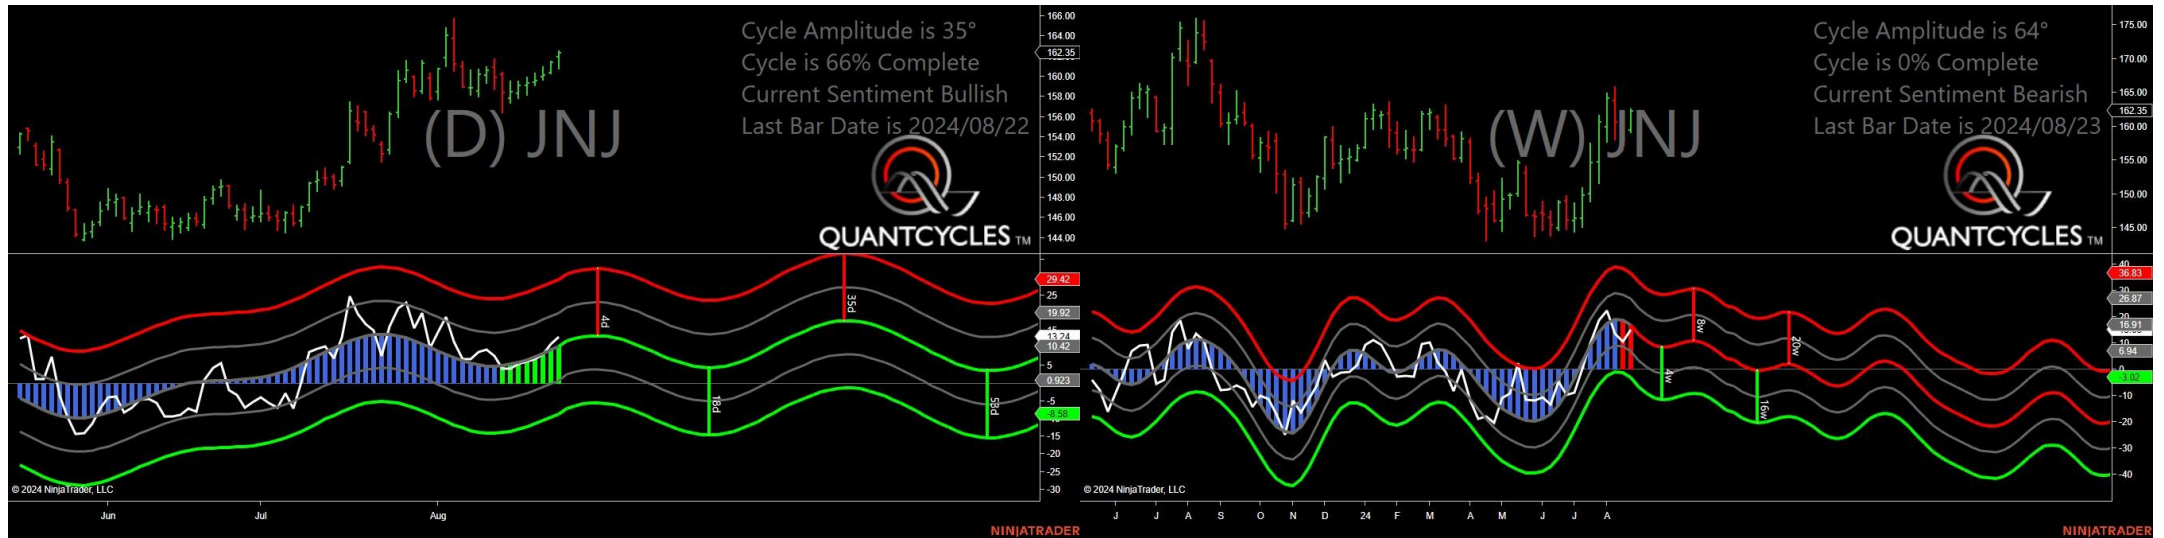 Cycle Amplitude is 35°
Cycle is 66% Complete
Current Sentiment Bullish
Last Bar Date is 2024/08/22
(D) JNJ
QUANTCYCLES TM
166.00
164.00
162.35
160.00
158.00
156.00
154.00
152.00
150.00
148.00
146.00
144.00
29.42
25
19.92
13.24
10.42
5
0.923
-5
-8.58
-15
-20
-25
-30
4d
18d
35d
53d
© 2024 NinjaTrader, LLC
Jun
Jul
Aug
NINJATRADER
Cycle Amplitude is 64°
Cycle is 0% Complete
Current Sentiment Bearish
Last Bar Date is 2024/08/23
(W) JNJ
QUANTCYCLES TM
175.00
170.00
165.00
162.35
160.00
155.00
150.00
145.00
40
36.83
30
26.87
20
16.91
6.94
0
-3.02
-10
-20
-30
-40
4w
8w
16w
20w
© 2024 NinjaTrader, LLC
J
J
A
S
O
N
D
24
F
M
A
M
J
J
A
NINJATRADER